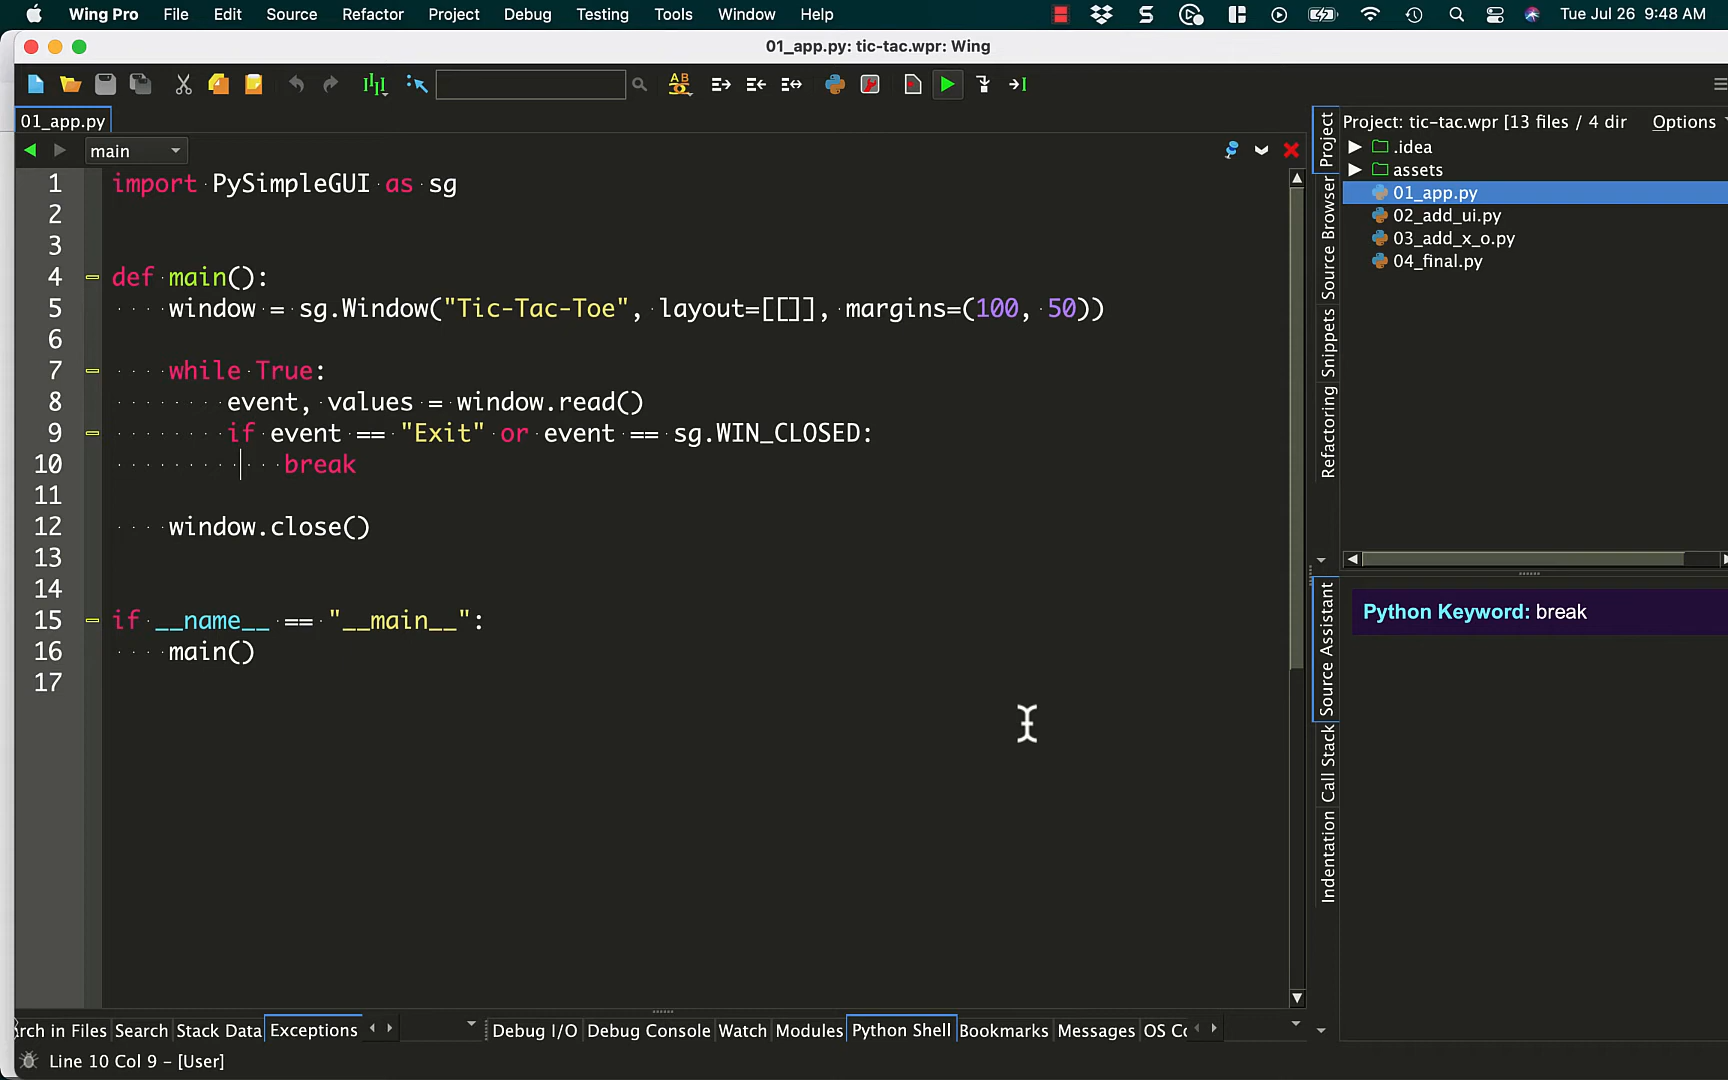 Wing Pro File Edit Source Refactor Project Debug Testing Tools Window Help Tue Jul 26 9:48 AM
01_app.py: tic-tac.wpr: Wing
01_app.py
main
1 import PySimpleGUI as sg
2
3
4 def main():
5 window = sg.Window("Tic-Tac-Toe", layout=[[]], margins=(100, 50))
6
7 while True:
8 event, values = window.read()
9 if event == "Exit" or event == sg.WIN_CLOSED:
10 break
11
12 window.close()
13
14
15 if __name__ == "__main__":
16 main()
17
Project
Source Browser
Snippets
Refactoring
Project: tic-tac.wpr [13 files / 4 dir Options
.idea
assets
01_app.py
02_add_ui.py
03_add_x_o.py
04_final.py
Source Assistant
Call Stack
Indentation
Python Keyword: break
rch in Files Search Stack Data Exceptions Debug I/O Debug Console Watch Modules Python Shell Bookmarks Messages OS Co
Line 10 Col 9 – [User]